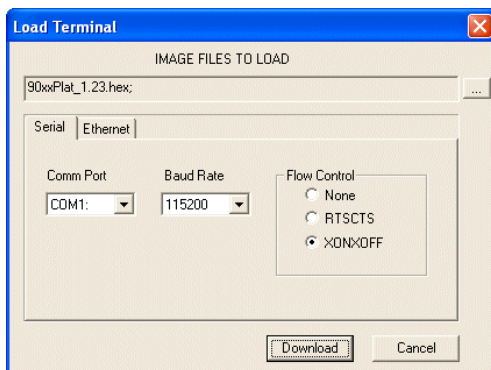 Load Terminal
IMAGE FILES TO LOAD
90xxPlat_1.23.hex;
...
Serial Ethernet
Comm Port Baud Rate Flow Control
COM1: 115200 None
RTSCTS
XONXOFF
Download Cancel